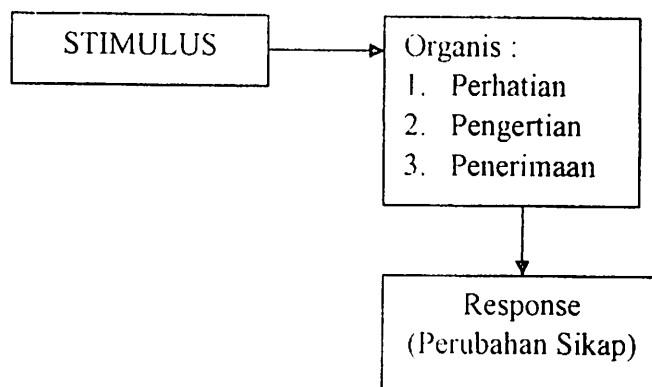 STIMULUS
Organis :
1. Perhatian
2. Pengertian
3. Penerimaan
Response
(Perubahan Sikap)